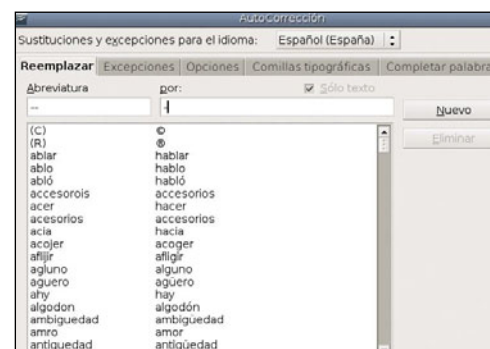 AutoCorrección
Sustituciones y excepciones para el idioma: Español (España)
Reemplazar Excepciones Opciones Comillas tipográficas Completar palabra
Abreviatura por: Sólo texto
-- - Nuevo
Eliminar
(C) ©
(R) ®
ablar hablar
ablo hablo
abló habló
accesorois accesorios
acer hacer
acesorios accesorios
acia hacia
acojer acoger
aflijir afligir
agluno alguno
aguero agüero
ahy hay
algodon algodón
ambiguedad ambigüedad
amro amor
antiguedad antigüedad